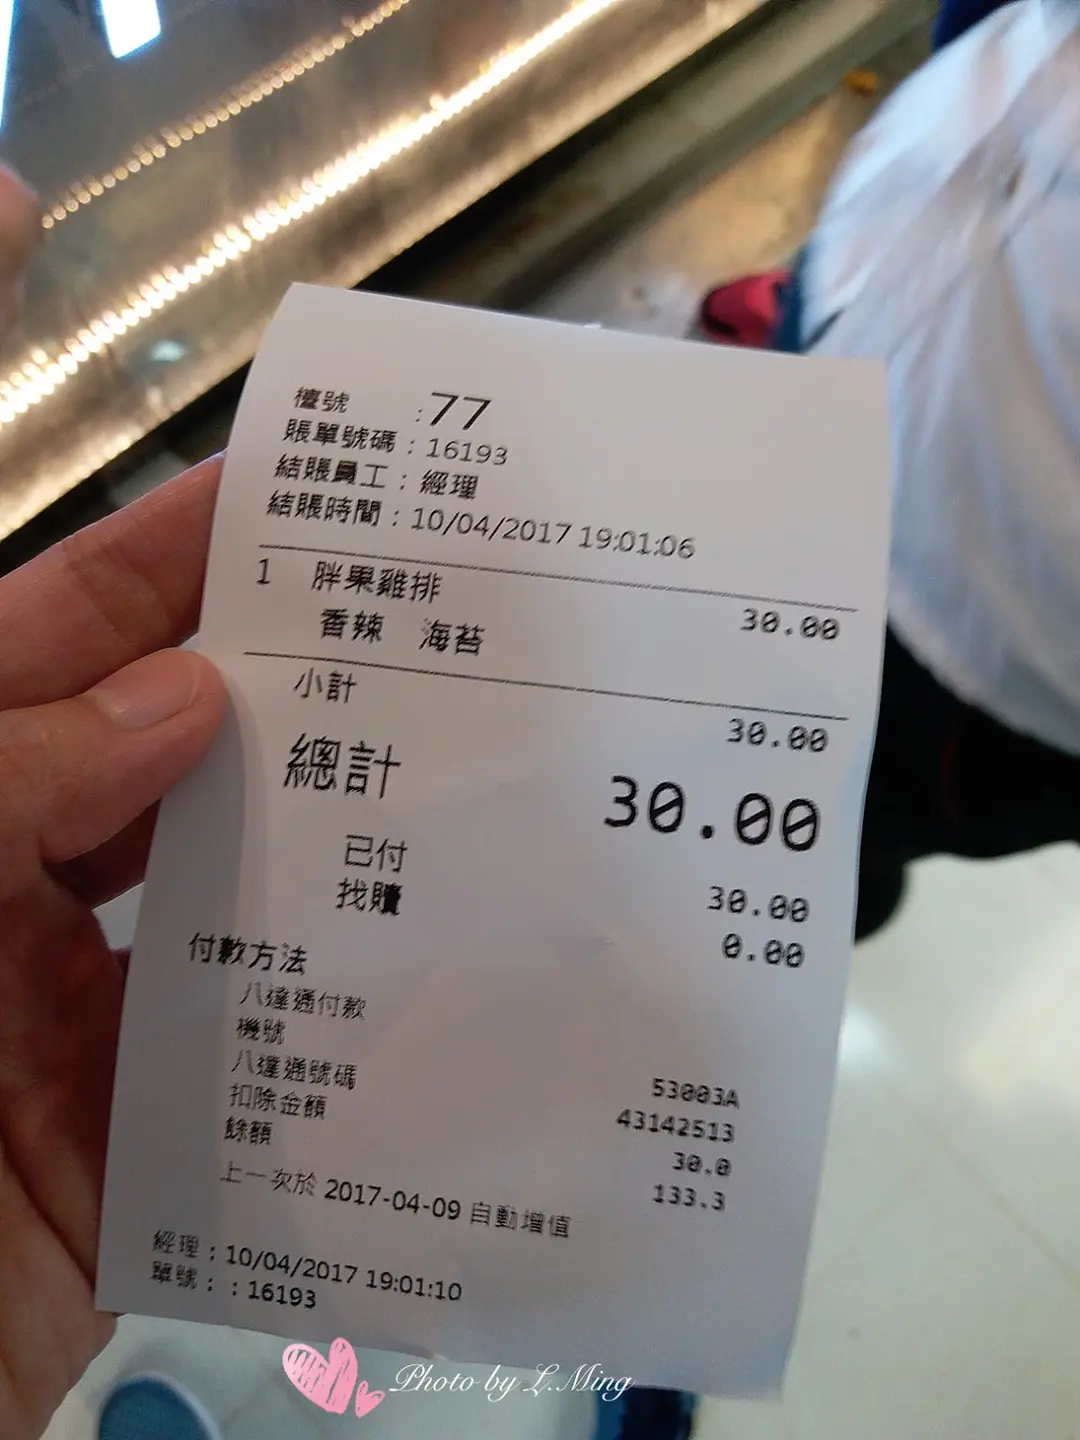 檯號 : 77
賬單號碼 : 16193
結賬員工 : 經理
結賬時間 : 10/04/2017 19:01:06
1 胖果雞排 30.00
香辣 海苔
小計 30.00
總計 30.00
已付 30.00
找贖 0.00
付款方法
八達通付款
機號 53003A
八達通號碼 43142513
扣除金額 30.0
餘額 133.3
上一次於 2017-04-09 自動增值
經理 : 10/04/2017 19:01:10
單號 : : 16193
Photo by L.Ming